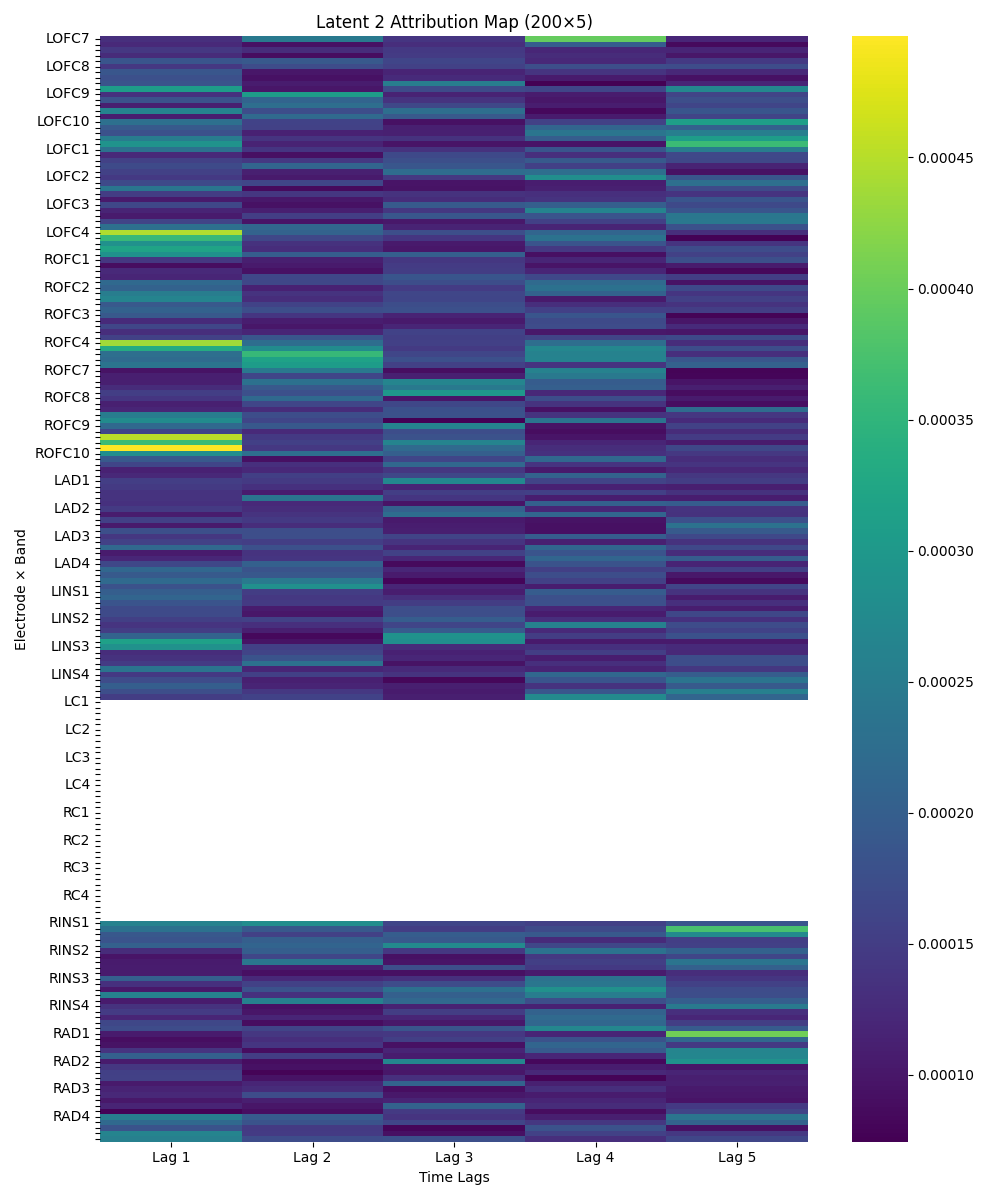 Latent 2 Attribution Map (200×5)
LOFC7
LOFC8
LOFC9
LOFC10
LOFC1
LOFC2
LOFC3
LOFC4
ROFC1
ROFC2
ROFC3
ROFC4
ROFC7
ROFC8
ROFC9
ROFC10
LAD1
LAD2
LAD3
LAD4
LINS1
LINS2
LINS3
LINS4
LC1
LC2
LC3
LC4
RC1
RC2
RC3
RC4
RINS1
RINS2
RINS3
RINS4
RAD1
RAD2
RAD3
RAD4
Electrode × Band
Lag 1 Lag 2 Lag 3 Lag 4 Lag 5
Time Lags
0.00045
0.00040
0.00035
0.00030
0.00025
0.00020
0.00015
0.00010